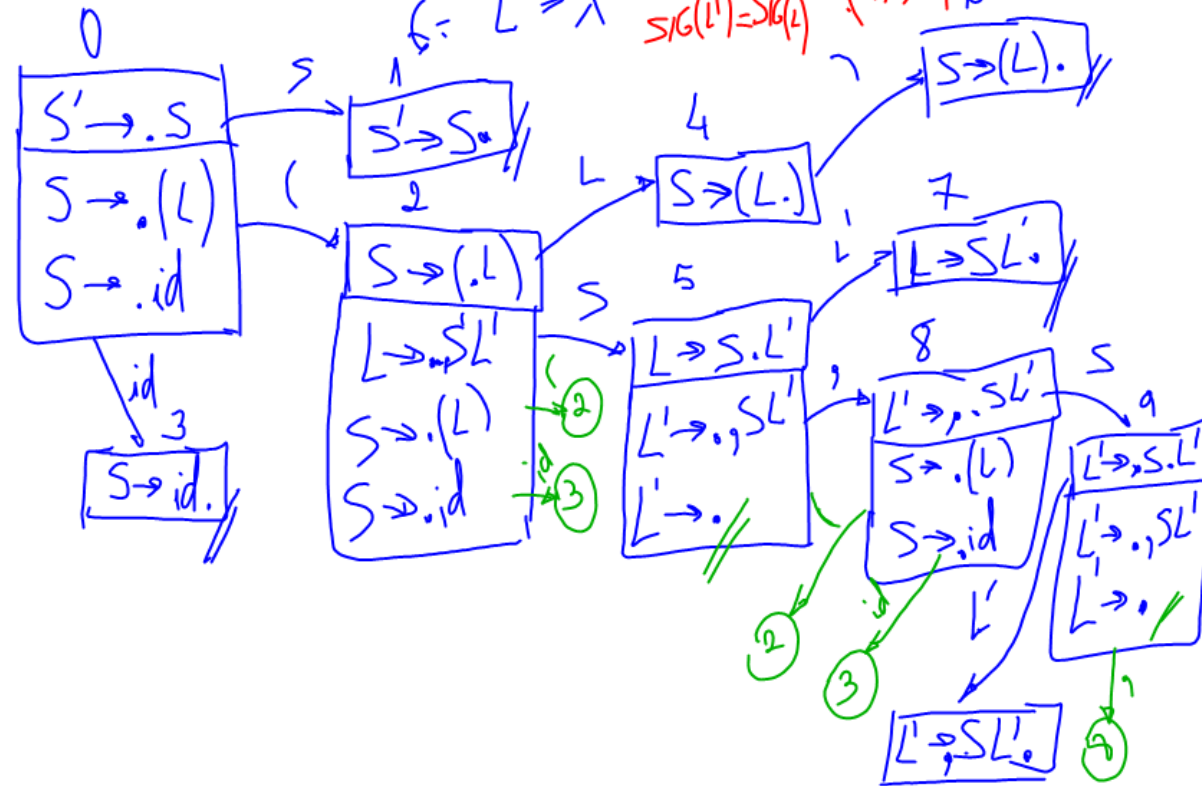 6: L' → λ
SIG(L')=SIG(L)
0
S' → .S
S → .(L)
S → .id
S
1
S' → S.
(
2
S → (.L)
L → .SL'
S → .(L)
S → .id
id
3
S → id.
L
4
S → (L.)
)
S → (L).
S
5
L → S.L'
L' → .,SL'
L' → .
(
2
id
3
L'
7
L → SL'.
,
8
L' → ,.SL'
S → .(L)
S → .id
(
2
id
3
S
9
L' → ,S.L'
L' → .,SL'
L' → .
L'
L' → ,SL'.
,
8